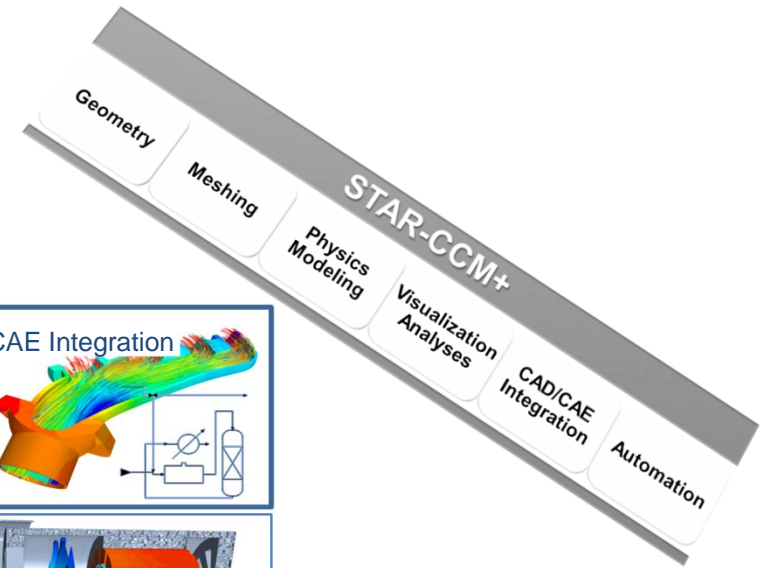 STAR-CCM+
Geometry
Meshing
Physics
Modeling
Visualization
Analyses
CAD/CAE
Integration
Automation
CAE Integration